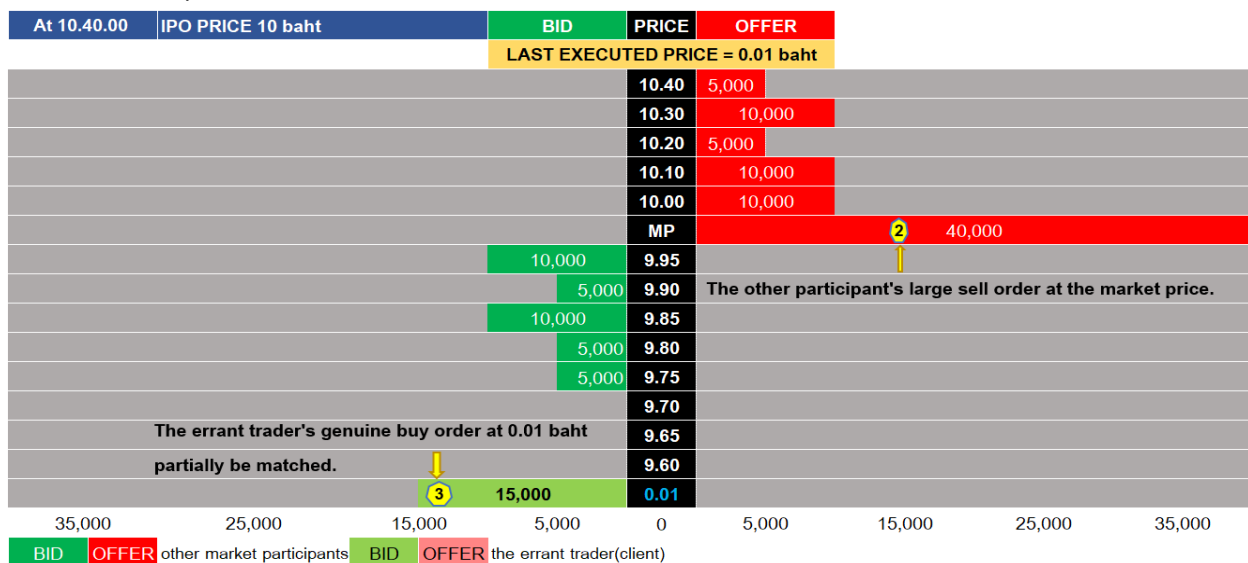 At 10.40.00 IPO PRICE 10 baht BID PRICE OFFER
LAST EXECUTED PRICE = 0.01 baht
10.40 5,000
10.30 10,000
10.20 5,000
10.10 10,000
10.00 10,000
MP 2 40,000
10,000 9.95
5,000 9.90 The other participant's large sell order at the market price.
10,000 9.85
5,000 9.80
5,000 9.75
9.70
The errant trader's genuine buy order at 0.01 baht 9.65
partially be matched. 9.60
3 15,000 0.01
35,000 25,000 15,000 5,000 0 5,000 15,000 25,000 35,000
BID OFFER other market participants BID OFFER the errant trader(client)